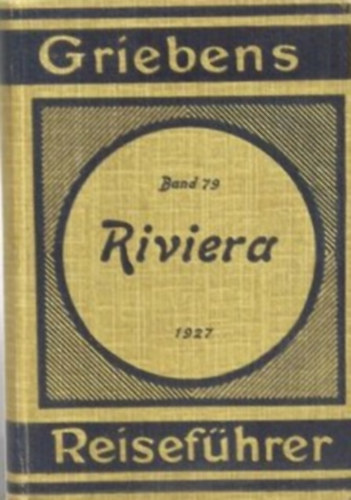 Griebens
Band 79
Riviera
1927
Reiseführer